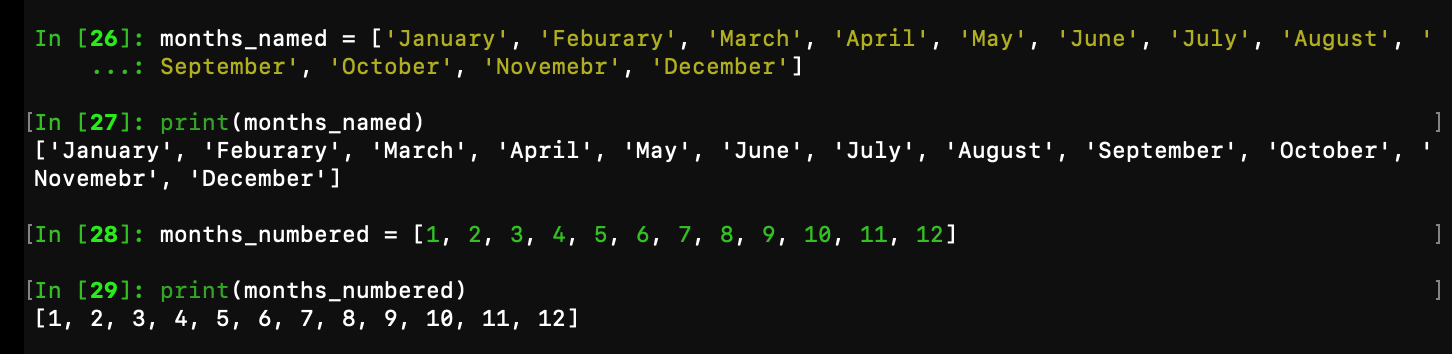 In [26]: months_named = ['January', 'Feburary', 'March', 'April', 'May', 'June', 'July', 'August', '
...: September', 'October', 'Novemebr', 'December']
[In [27]: print(months_named) ]
['January', 'Feburary', 'March', 'April', 'May', 'June', 'July', 'August', 'September', 'October', '
Novemebr', 'December']
[In [28]: months_numbered = [1, 2, 3, 4, 5, 6, 7, 8, 9, 10, 11, 12] ]
[In [29]: print(months_numbered) ]
[1, 2, 3, 4, 5, 6, 7, 8, 9, 10, 11, 12]